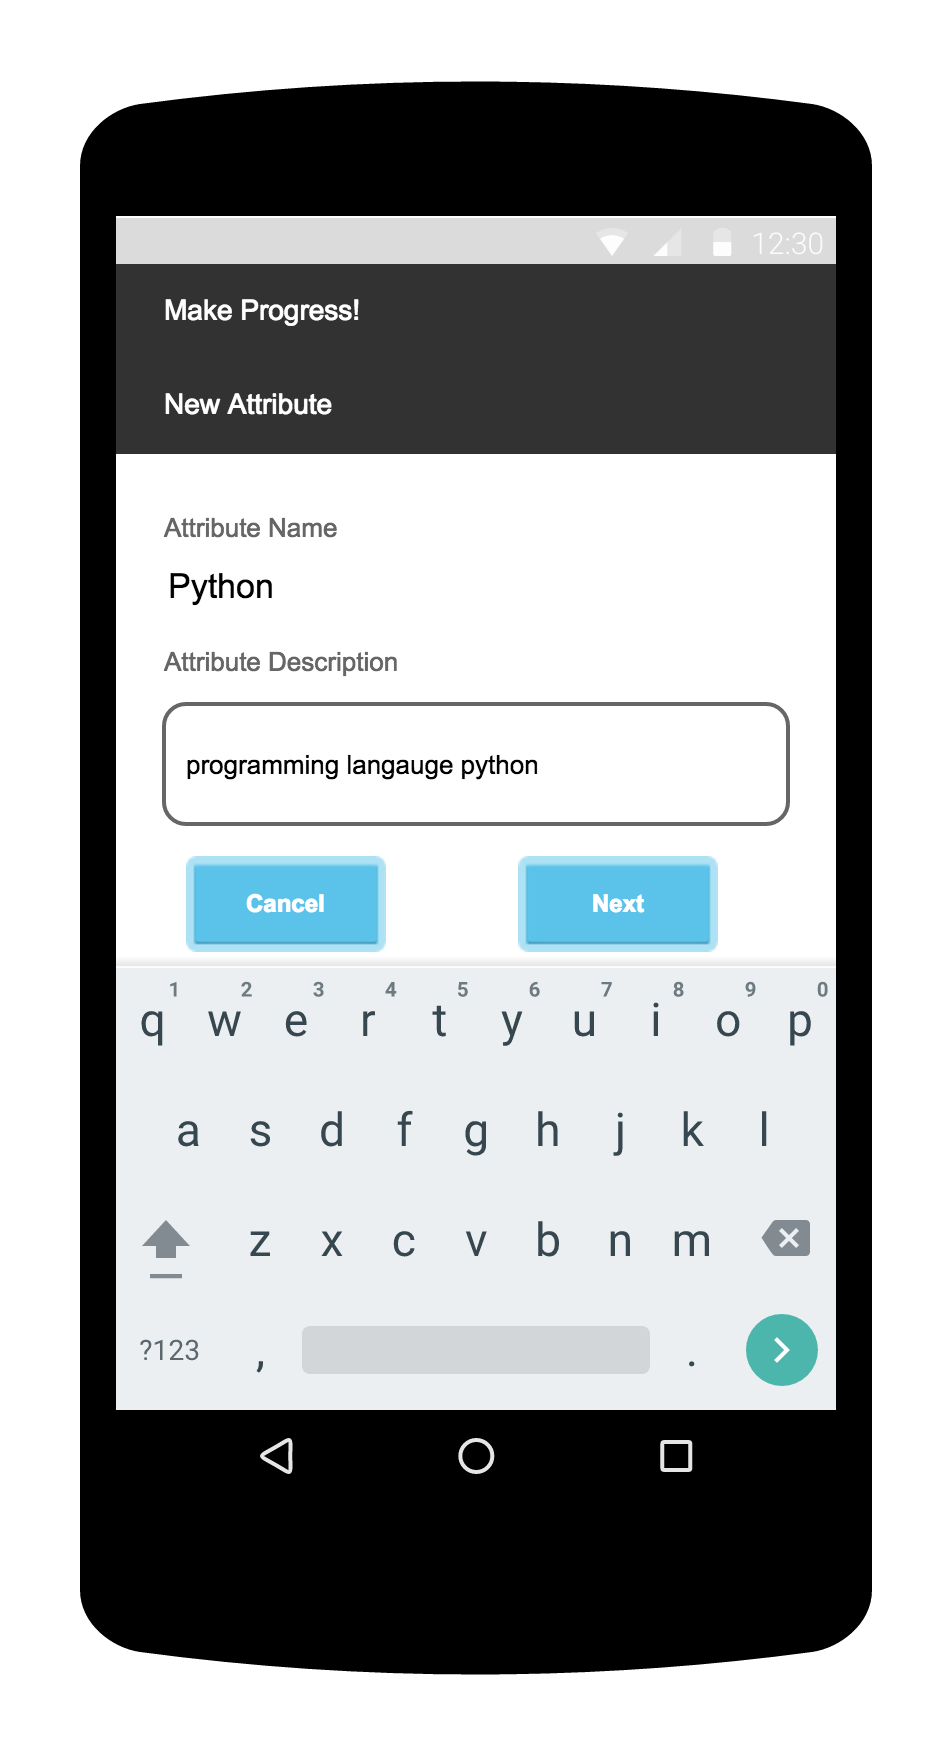 12:30
Make Progress!
New Attribute
Attribute Name
Python
Attribute Description
programming langauge python
Cancel Next
1 2 3 4 5 6 7 8 9 0
q w e r t y u i o p
a s d f g h j k l
z x c v b n m
?123 , .